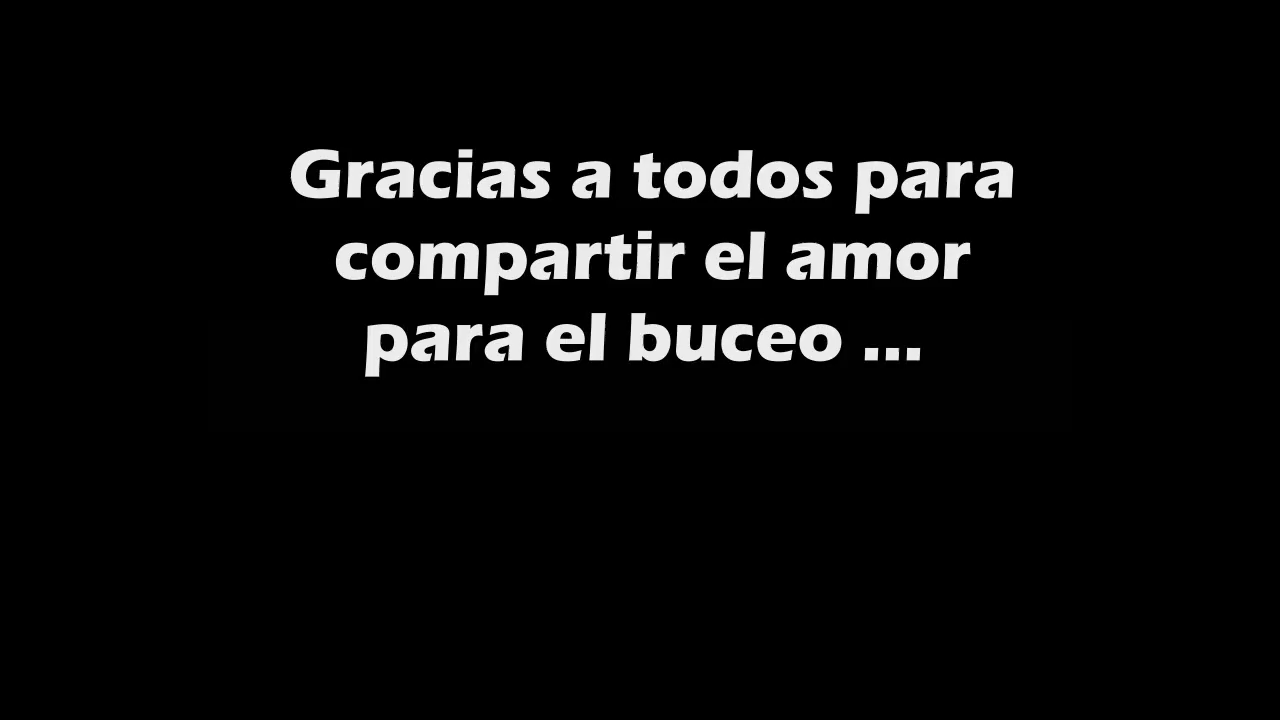 Gracias a todos para
compartir el amor
para el buceo ...